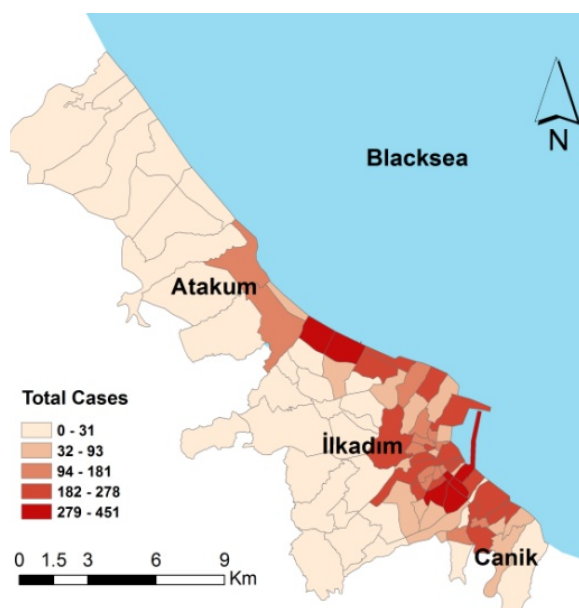 N
Blacksea
Atakum
Total Cases
0 - 31
32 - 93
94 - 181
182 - 278
279 - 451
İlkadım
Canik
0 1.5 3 6 9
Km